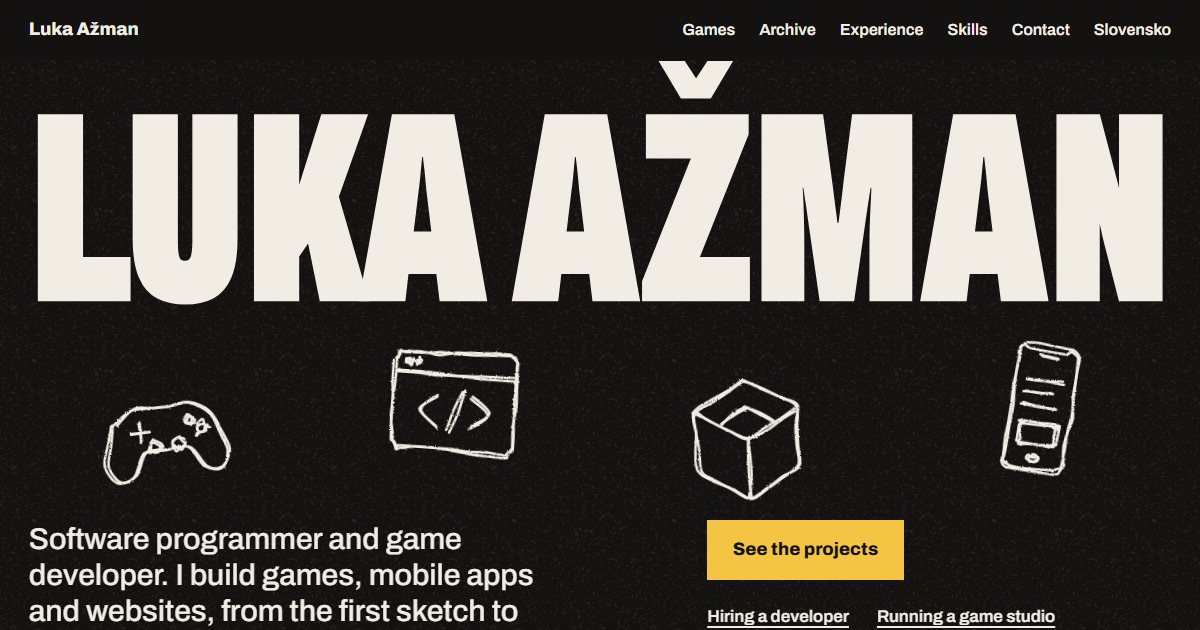 Luka Ažman
Games Archive Experience Skills Contact Slovensko
LUKA AŽMAN
</>
Software programmer and game
developer. I build games, mobile apps
and websites, from the first sketch to
See the projects
Hiring a developer Running a game studio